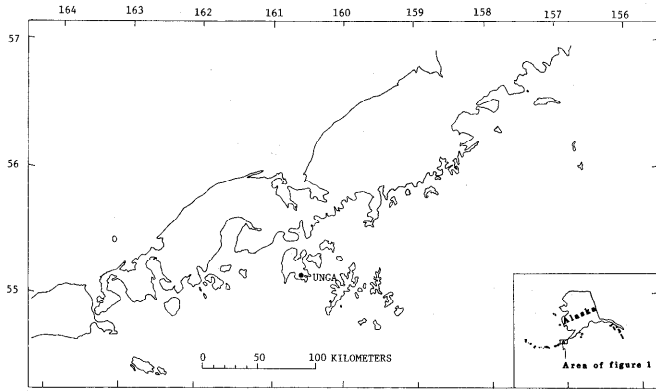 164 163 162 161 160 159 158 157 156
57
56
55
UNGA
0 50 100 KILOMETERS
Alaska
Area of figure 1